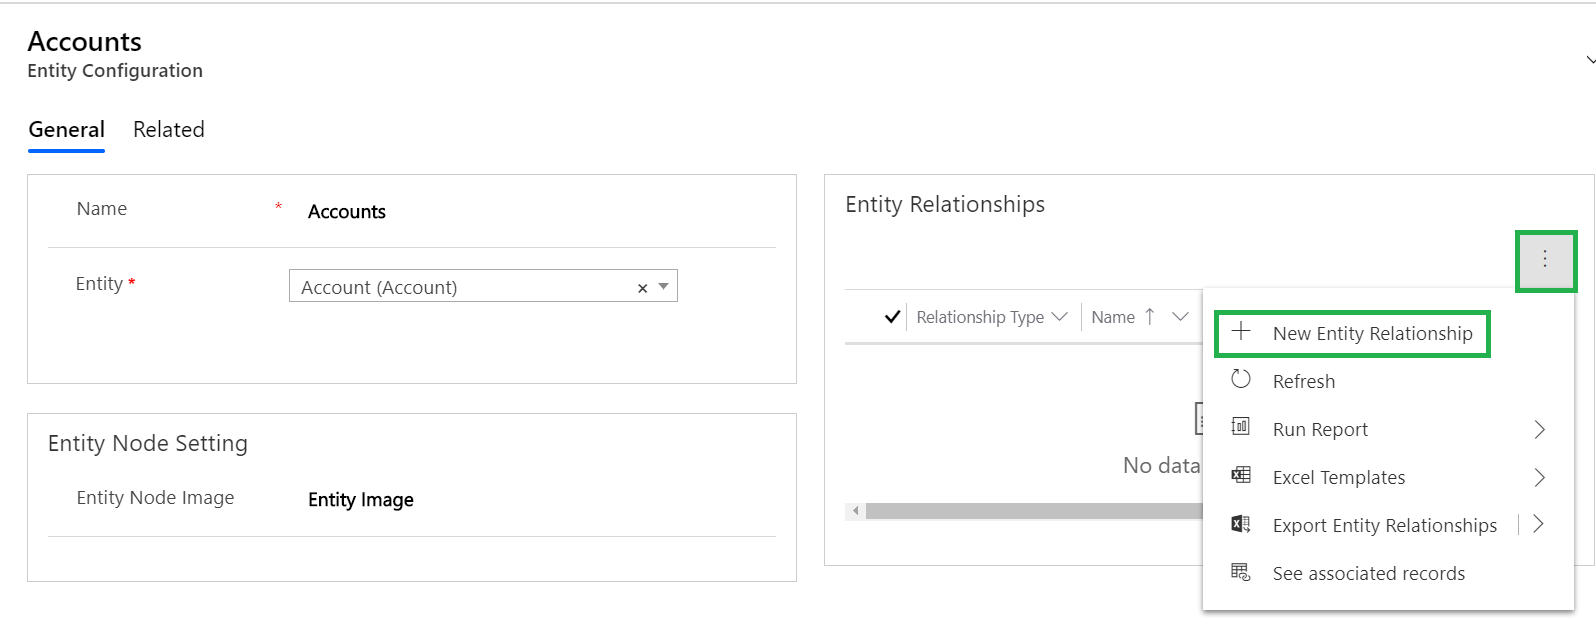 Accounts
Entity Configuration
General Related
Name * Accounts
Entity * Account (Account) ×
Entity Node Setting
Entity Node Image Entity Image
Entity Relationships
Relationship Type Name ↑
No data
New Entity Relationship
Refresh
Run Report
Excel Templates
Export Entity Relationships
See associated records